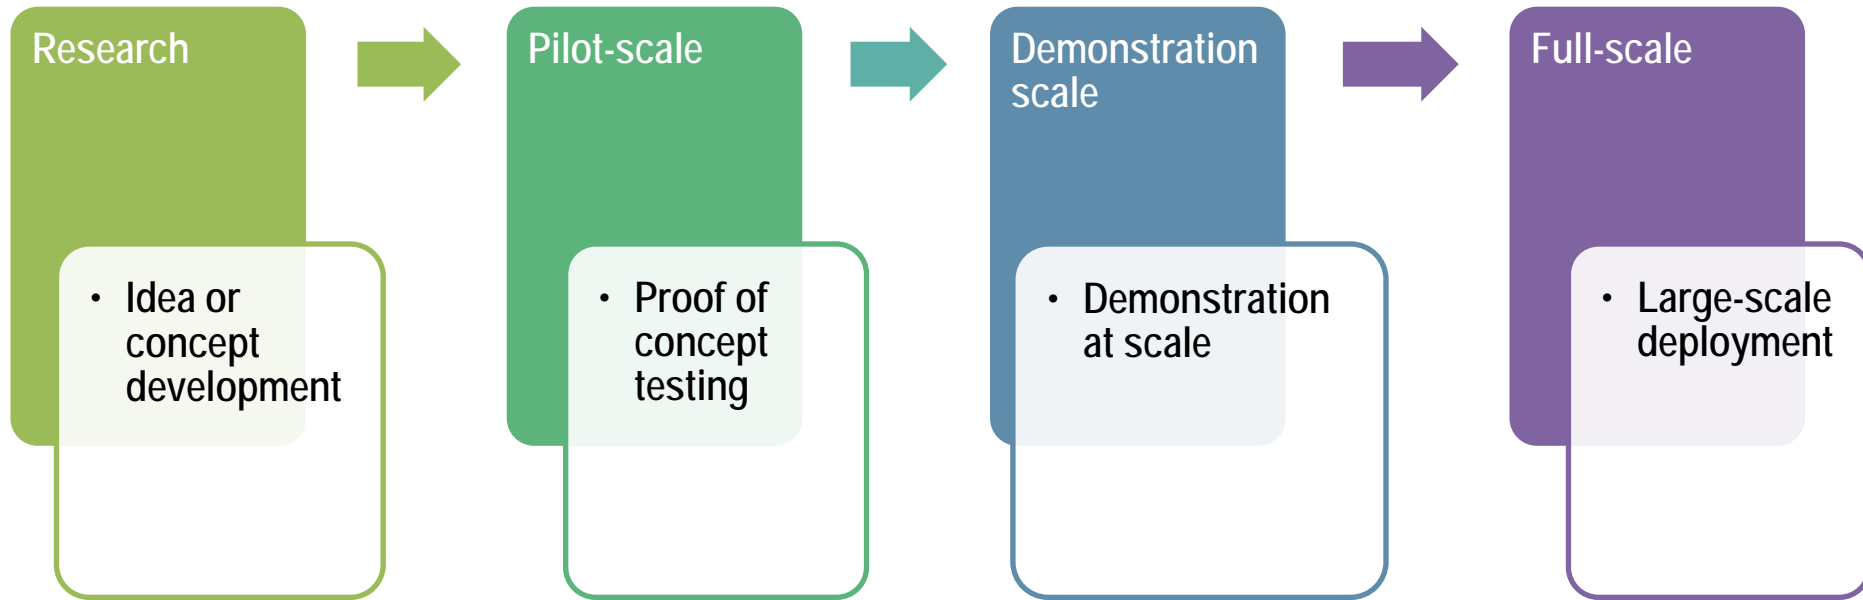 Research
• Idea or
concept
development
Pilot-scale
• Proof of
concept
testing
Demonstration
scale
• Demonstration
at scale
Full-scale
• Large-scale
deployment